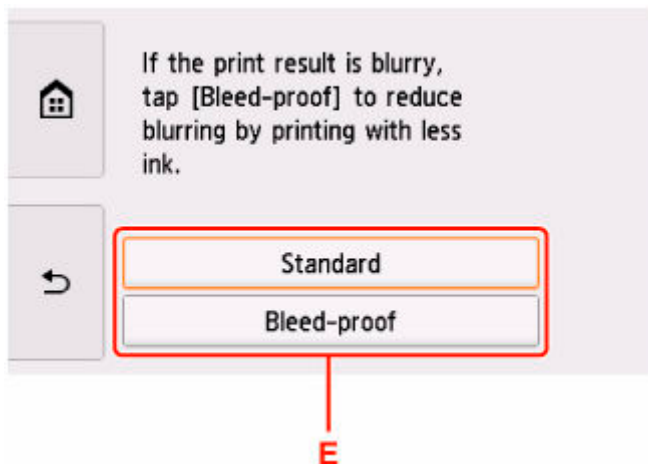 If the print result is blurry,
tap [Bleed-proof] to reduce
blurring by printing with less
ink.
Standard
Bleed-proof
E